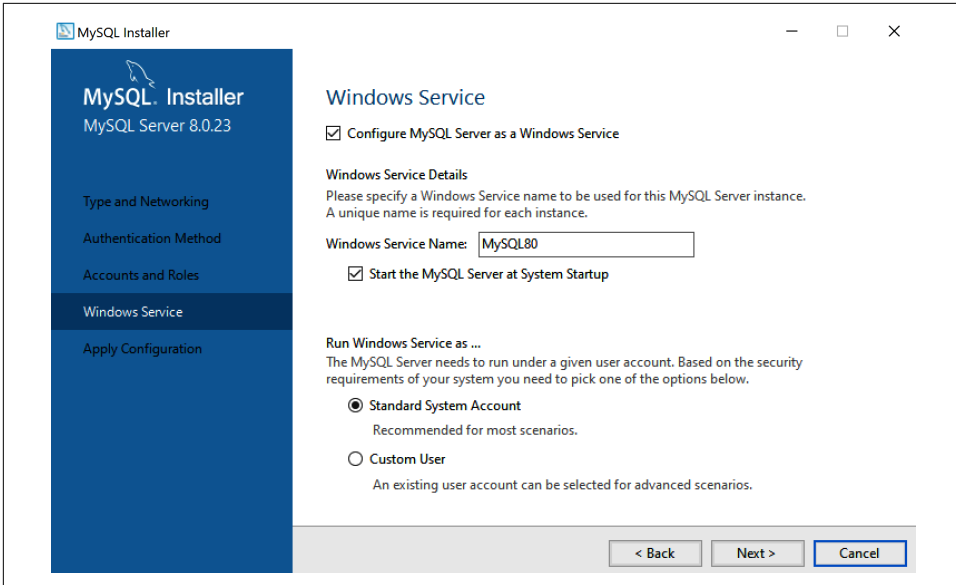 MySQL Installer
MySQL. Installer
MySQL Server 8.0.23
Type and Networking
Authentication Method
Accounts and Roles
Windows Service
Apply Configuration
Windows Service
Configure MySQL Server as a Windows Service
Windows Service Details
Please specify a Windows Service name to be used for this MySQL Server instance.
A unique name is required for each instance.
Windows Service Name: MySQL80
Start the MySQL Server at System Startup
Run Windows Service as ...
The MySQL Server needs to run under a given user account. Based on the security
requirements of your system you need to pick one of the options below.
Standard System Account
Recommended for most scenarios.
Custom User
An existing user account can be selected for advanced scenarios.
< Back Next > Cancel